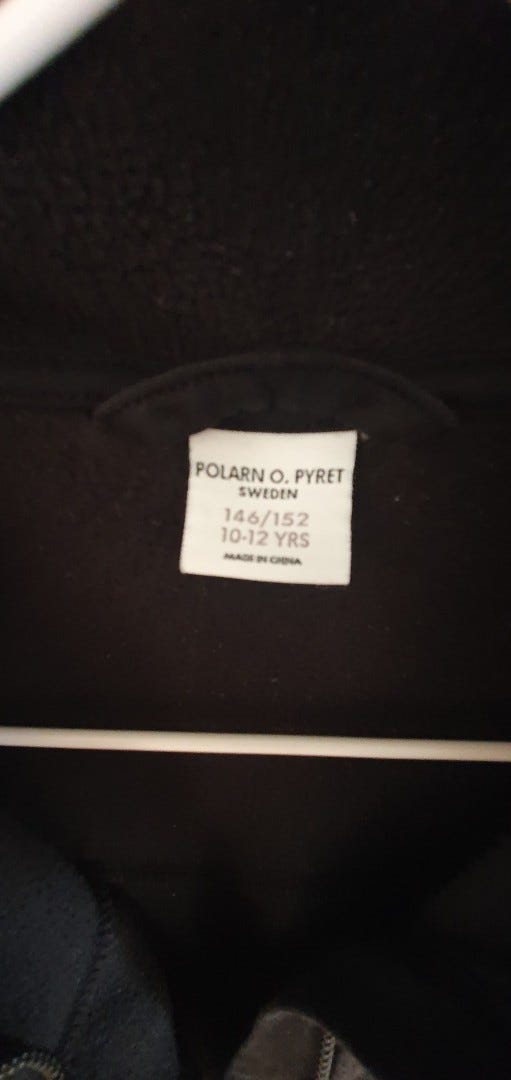 POLARN O. PYRET
SWEDEN
146/152
10-12 YRS
MADE IN CHINA